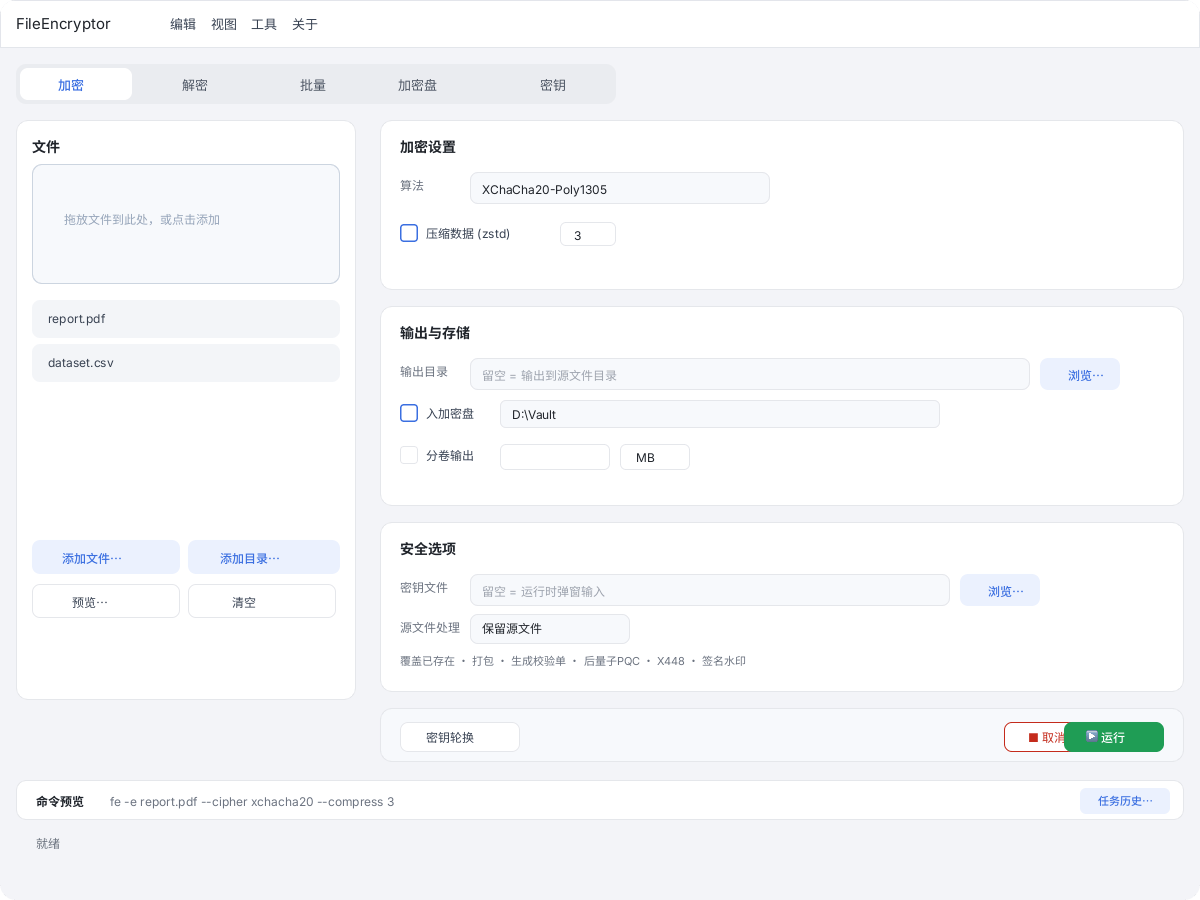 FileEncryptor 编辑 视图 工具 关于
加密 解密 批量 加密盘 密钥
文件
拖放文件到此处，或点击添加
report.pdf
dataset.csv
添加文件… 添加目录…
预览… 清空
加密设置
算法 XChaCha20-Poly1305
压缩数据 (zstd) 3
输出与存储
输出目录 留空 = 输出到源文件目录 浏览…
入加密盘 D:\Vault
分卷输出 MB
安全选项
密钥文件 留空 = 运行时弹窗输入 浏览…
源文件处理 保留源文件
覆盖已存在 · 打包 · 生成校验单 · 后量子PQC · X448 · 签名水印
密钥轮换 ■ 取消 ▶ 运行
命令预览 fe -e report.pdf --cipher xchacha20 --compress 3 任务历史…
就绪